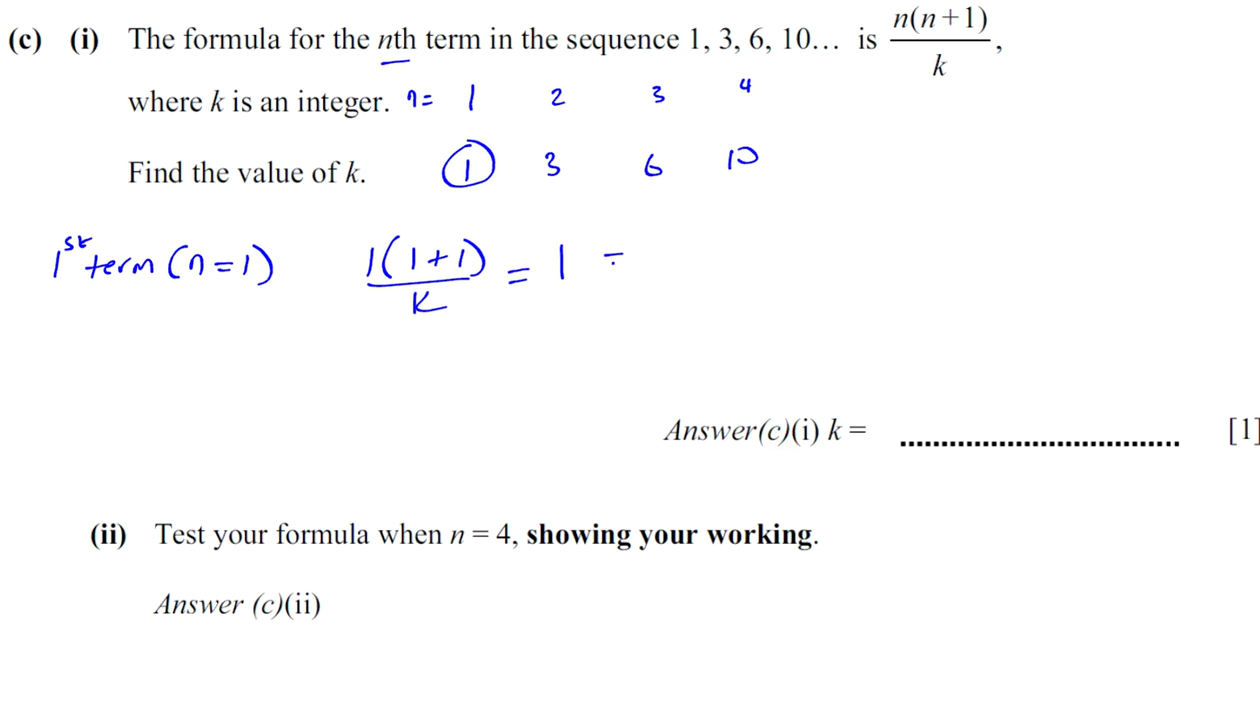 (c) (i) The formula for the nth term in the sequence 1, 3, 6, 10… is n(n+1)/k,
where k is an integer. n= 1 2 3 4
Find the value of k. 1 3 6 10
1st term (n=1) 1(1+1)/k = 1 =
Answer(c)(i) k = ................................. [1]
(ii) Test your formula when n = 4, showing your working.
Answer (c)(ii)